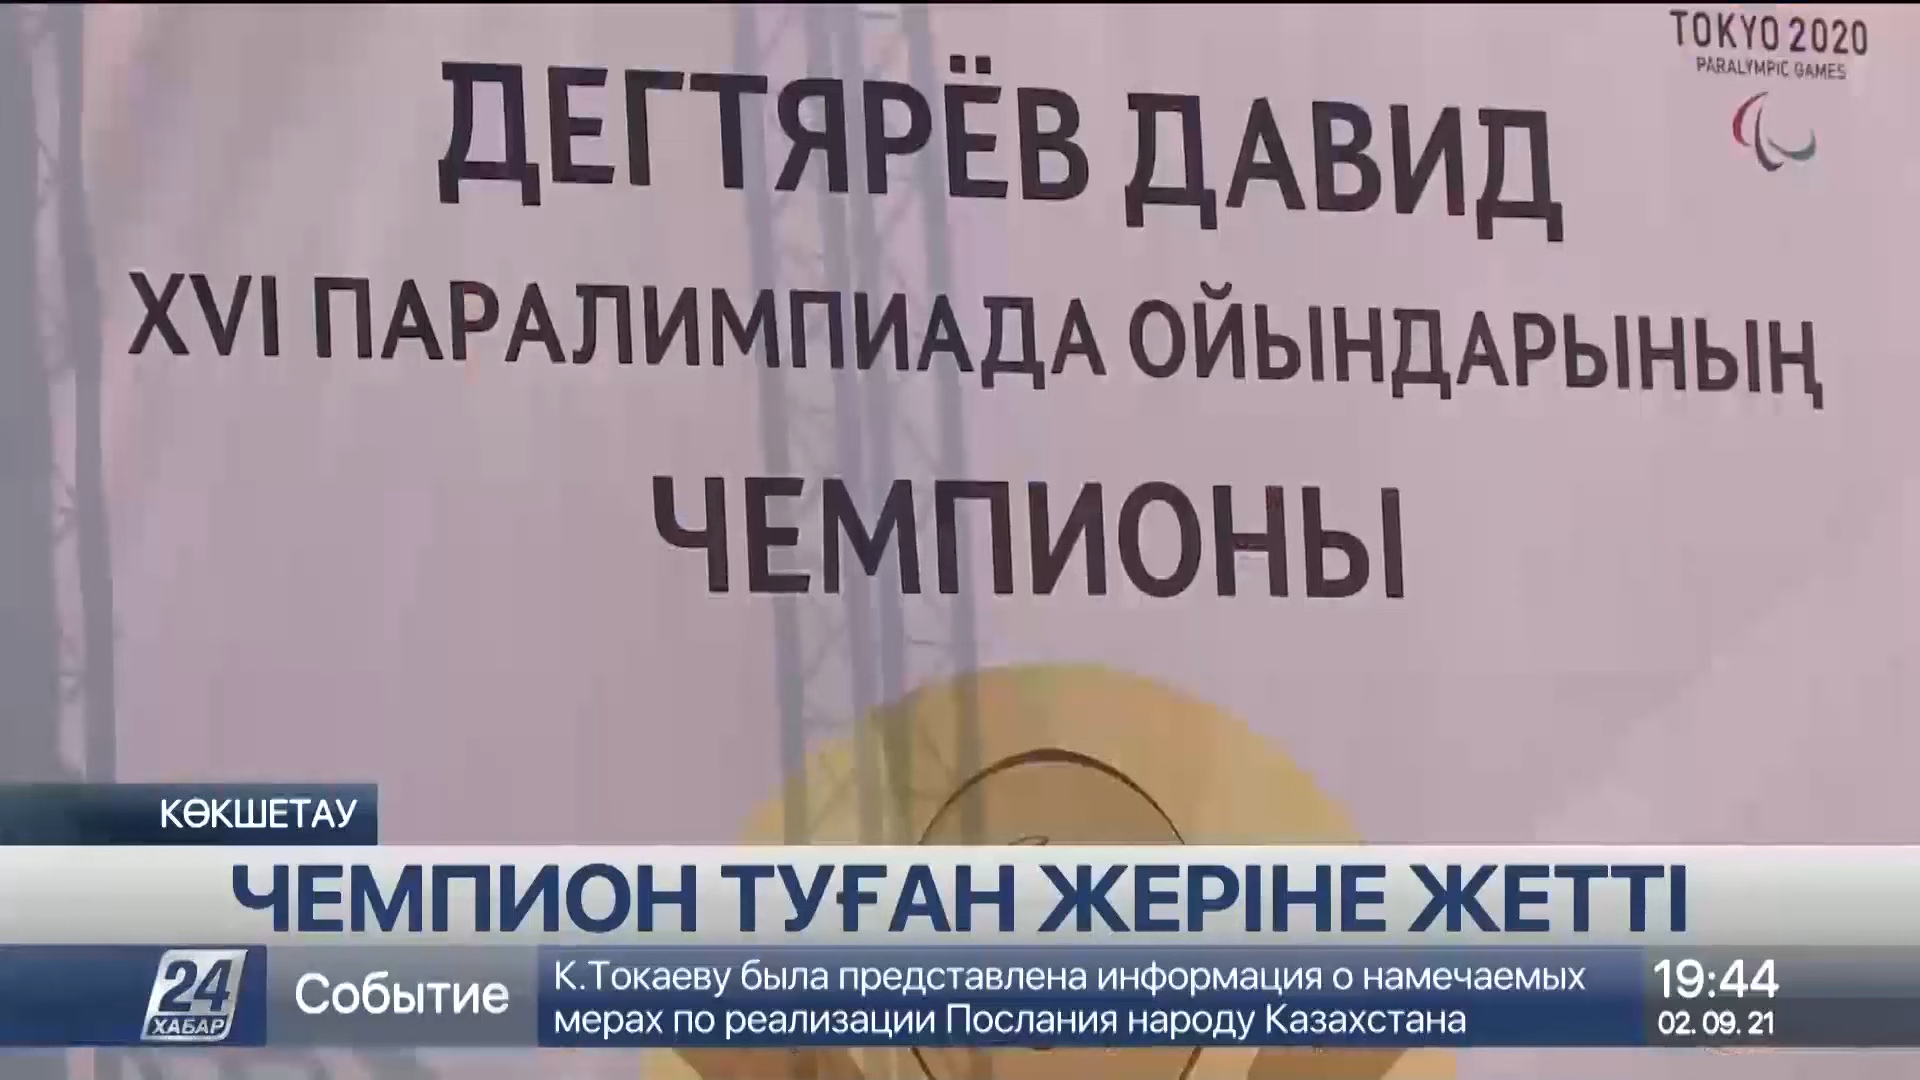 TOKYO 2020
PARALYMPIC GAMES
ДЕГТЯРЁВ ДАВИД
XVI ПАРАЛИМПИАДА ОЙЫНДАРЫНЫҢ
ЧЕМПИОНЫ
КӨКШЕТАУ
ЧЕМПИОН ТУҒАН ЖЕРІНЕ ЖЕТТІ
24
ХАБАР
Событие
К.Токаеву была представлена информация о намечаемых
мерах по реализации Послания народу Казахстана
19:44
02. 09. 21